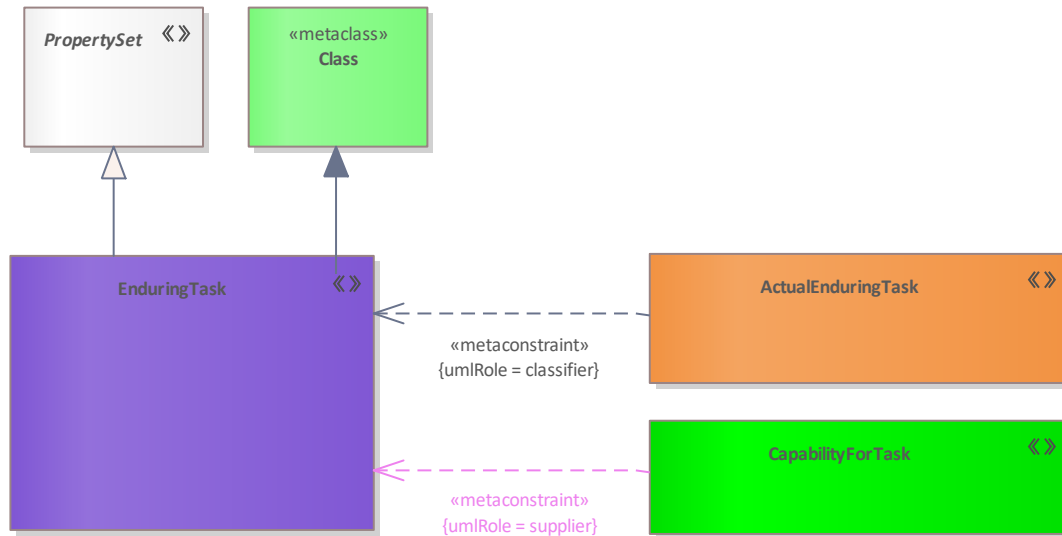 PropertySet «»
«metaclass»
Class
EnduringTask «»
ActualEnduringTask «»
«metaconstraint»
{umlRole = classifier}
CapabilityForTask «»
«metaconstraint»
{umlRole = supplier}